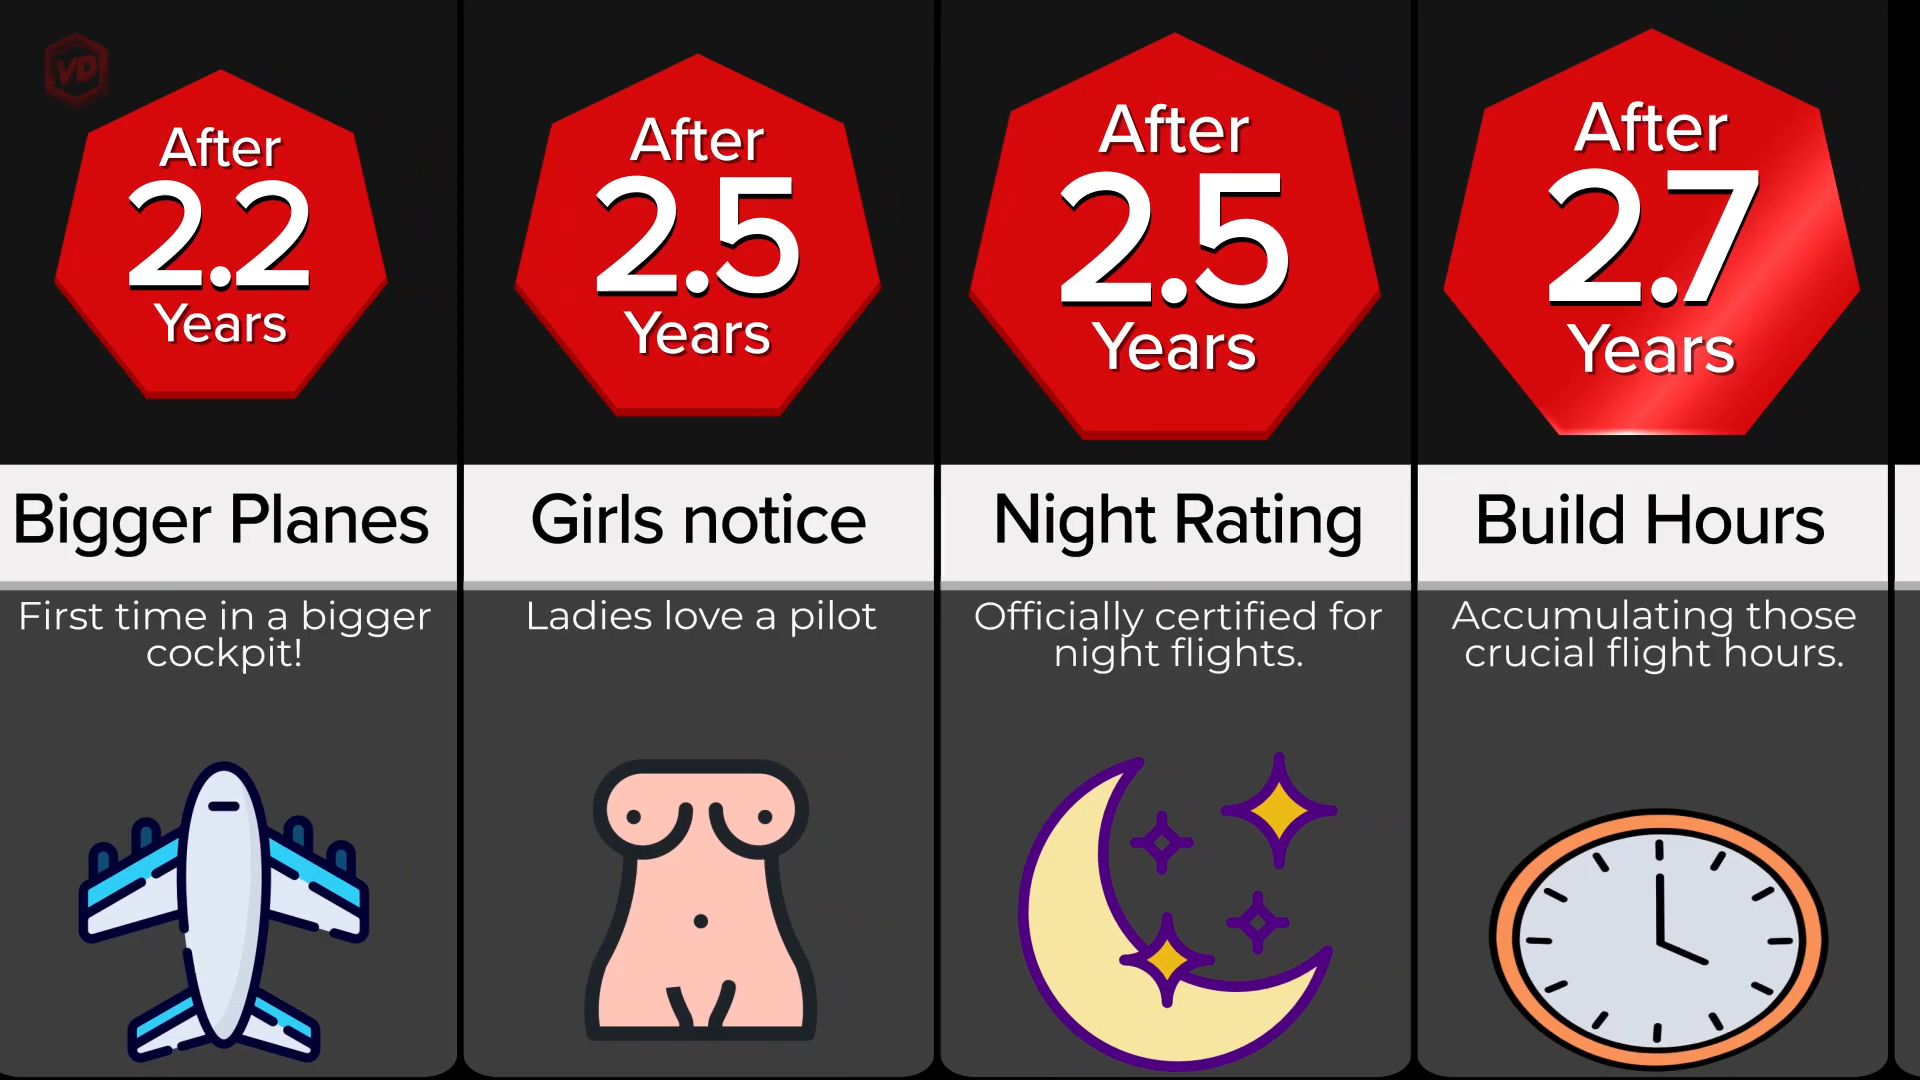 VD
After
2.2
Years
Bigger Planes
First time in a bigger
cockpit!
After
2.5
Years
Girls notice
Ladies love a pilot
After
2.5
Years
Night Rating
Officially certified for
night flights.
After
2.7
Years
Build Hours
Accumulating those
crucial flight hours.